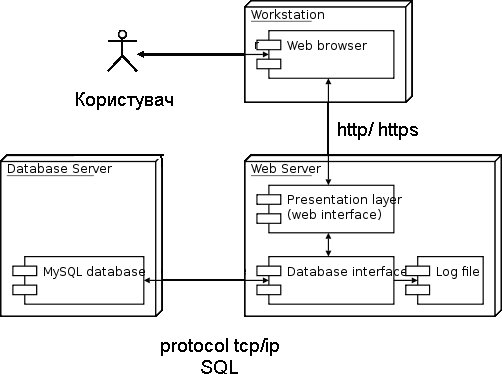 Workstation
Web browser
Користувач
http/ https
Database Server
Web Server
Presentation layer
(web interface)
MySQL database
Database interface
Log file
protocol tcp/ip
SQL